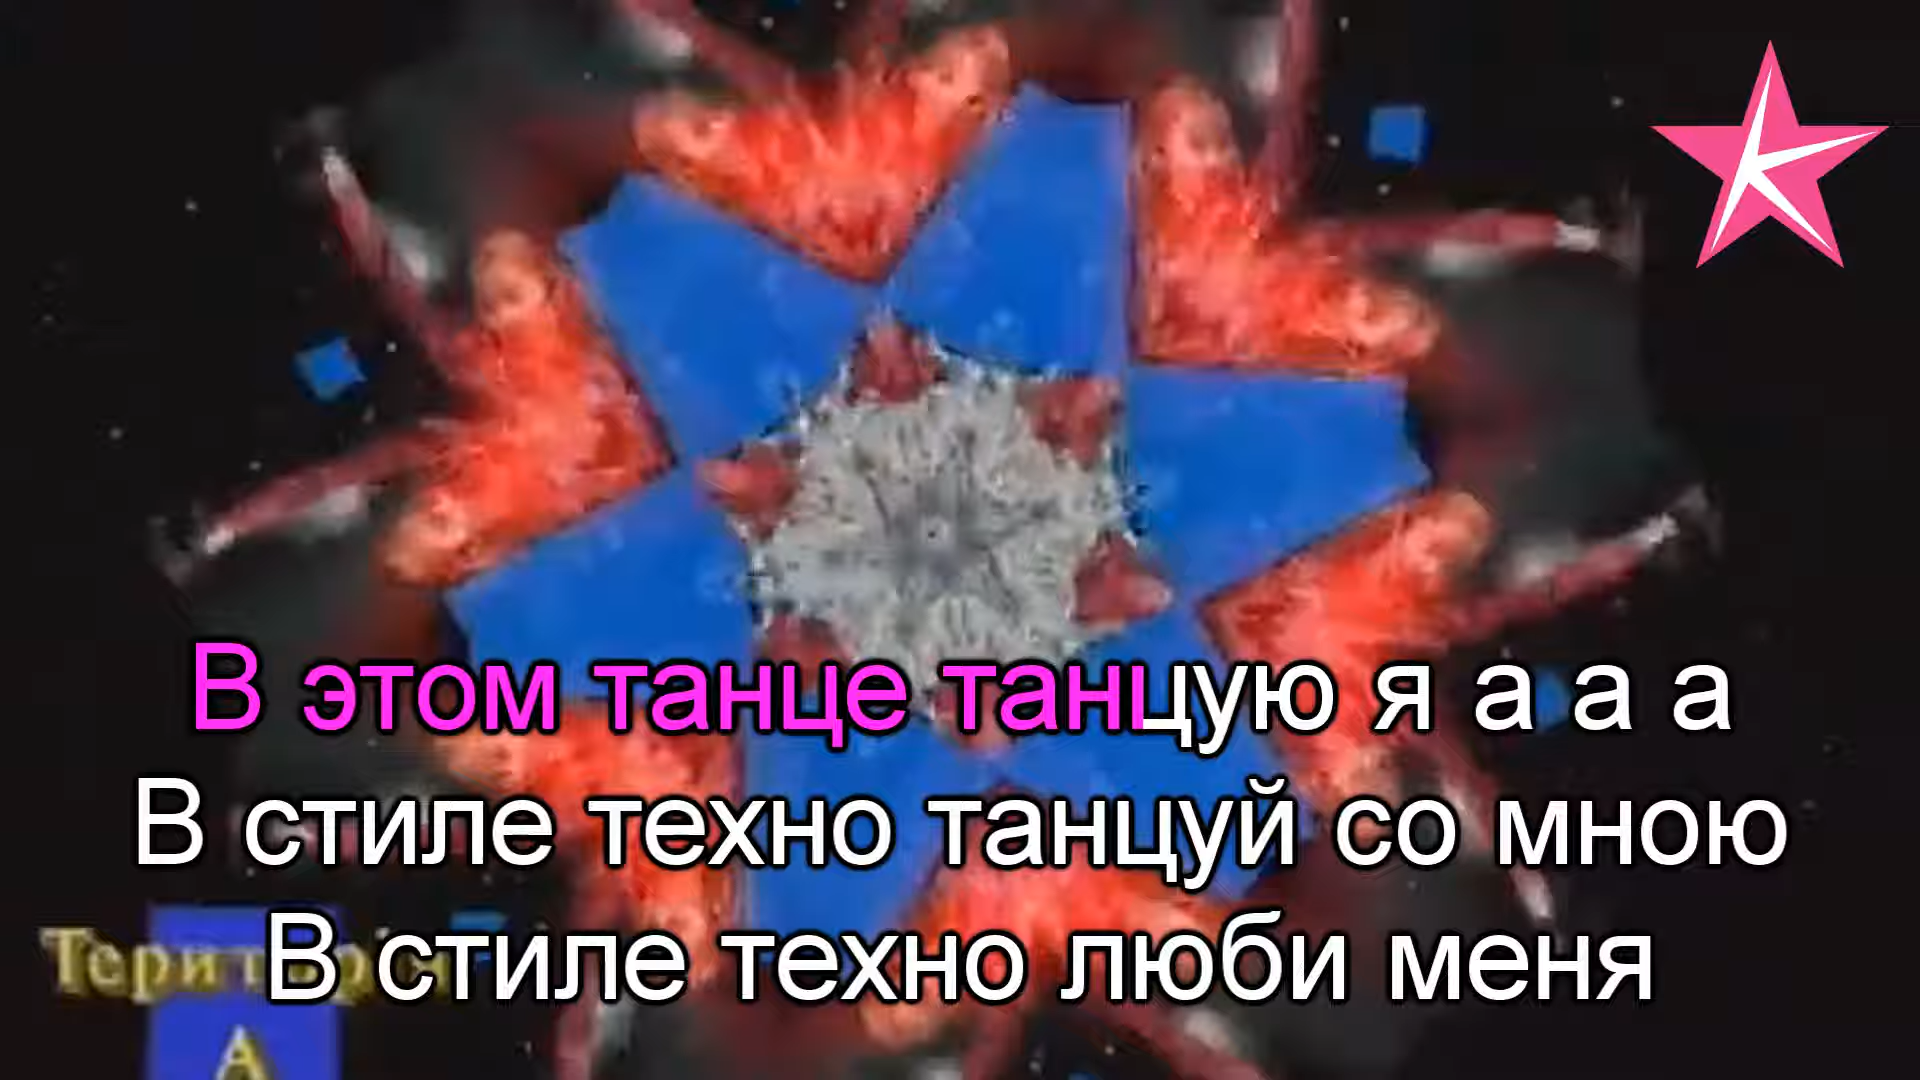 В этом танце танцую я а а а
В стиле техно танцуй со мною
В стиле техно люби меня
А